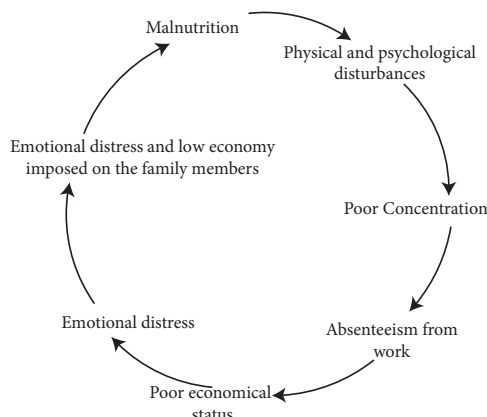 Malnutrition
Physical and psychological
disturbances
Poor Concentration
Absenteeism from
work
Poor economical
status
Emotional distress
Emotional distress and low economy
imposed on the family members